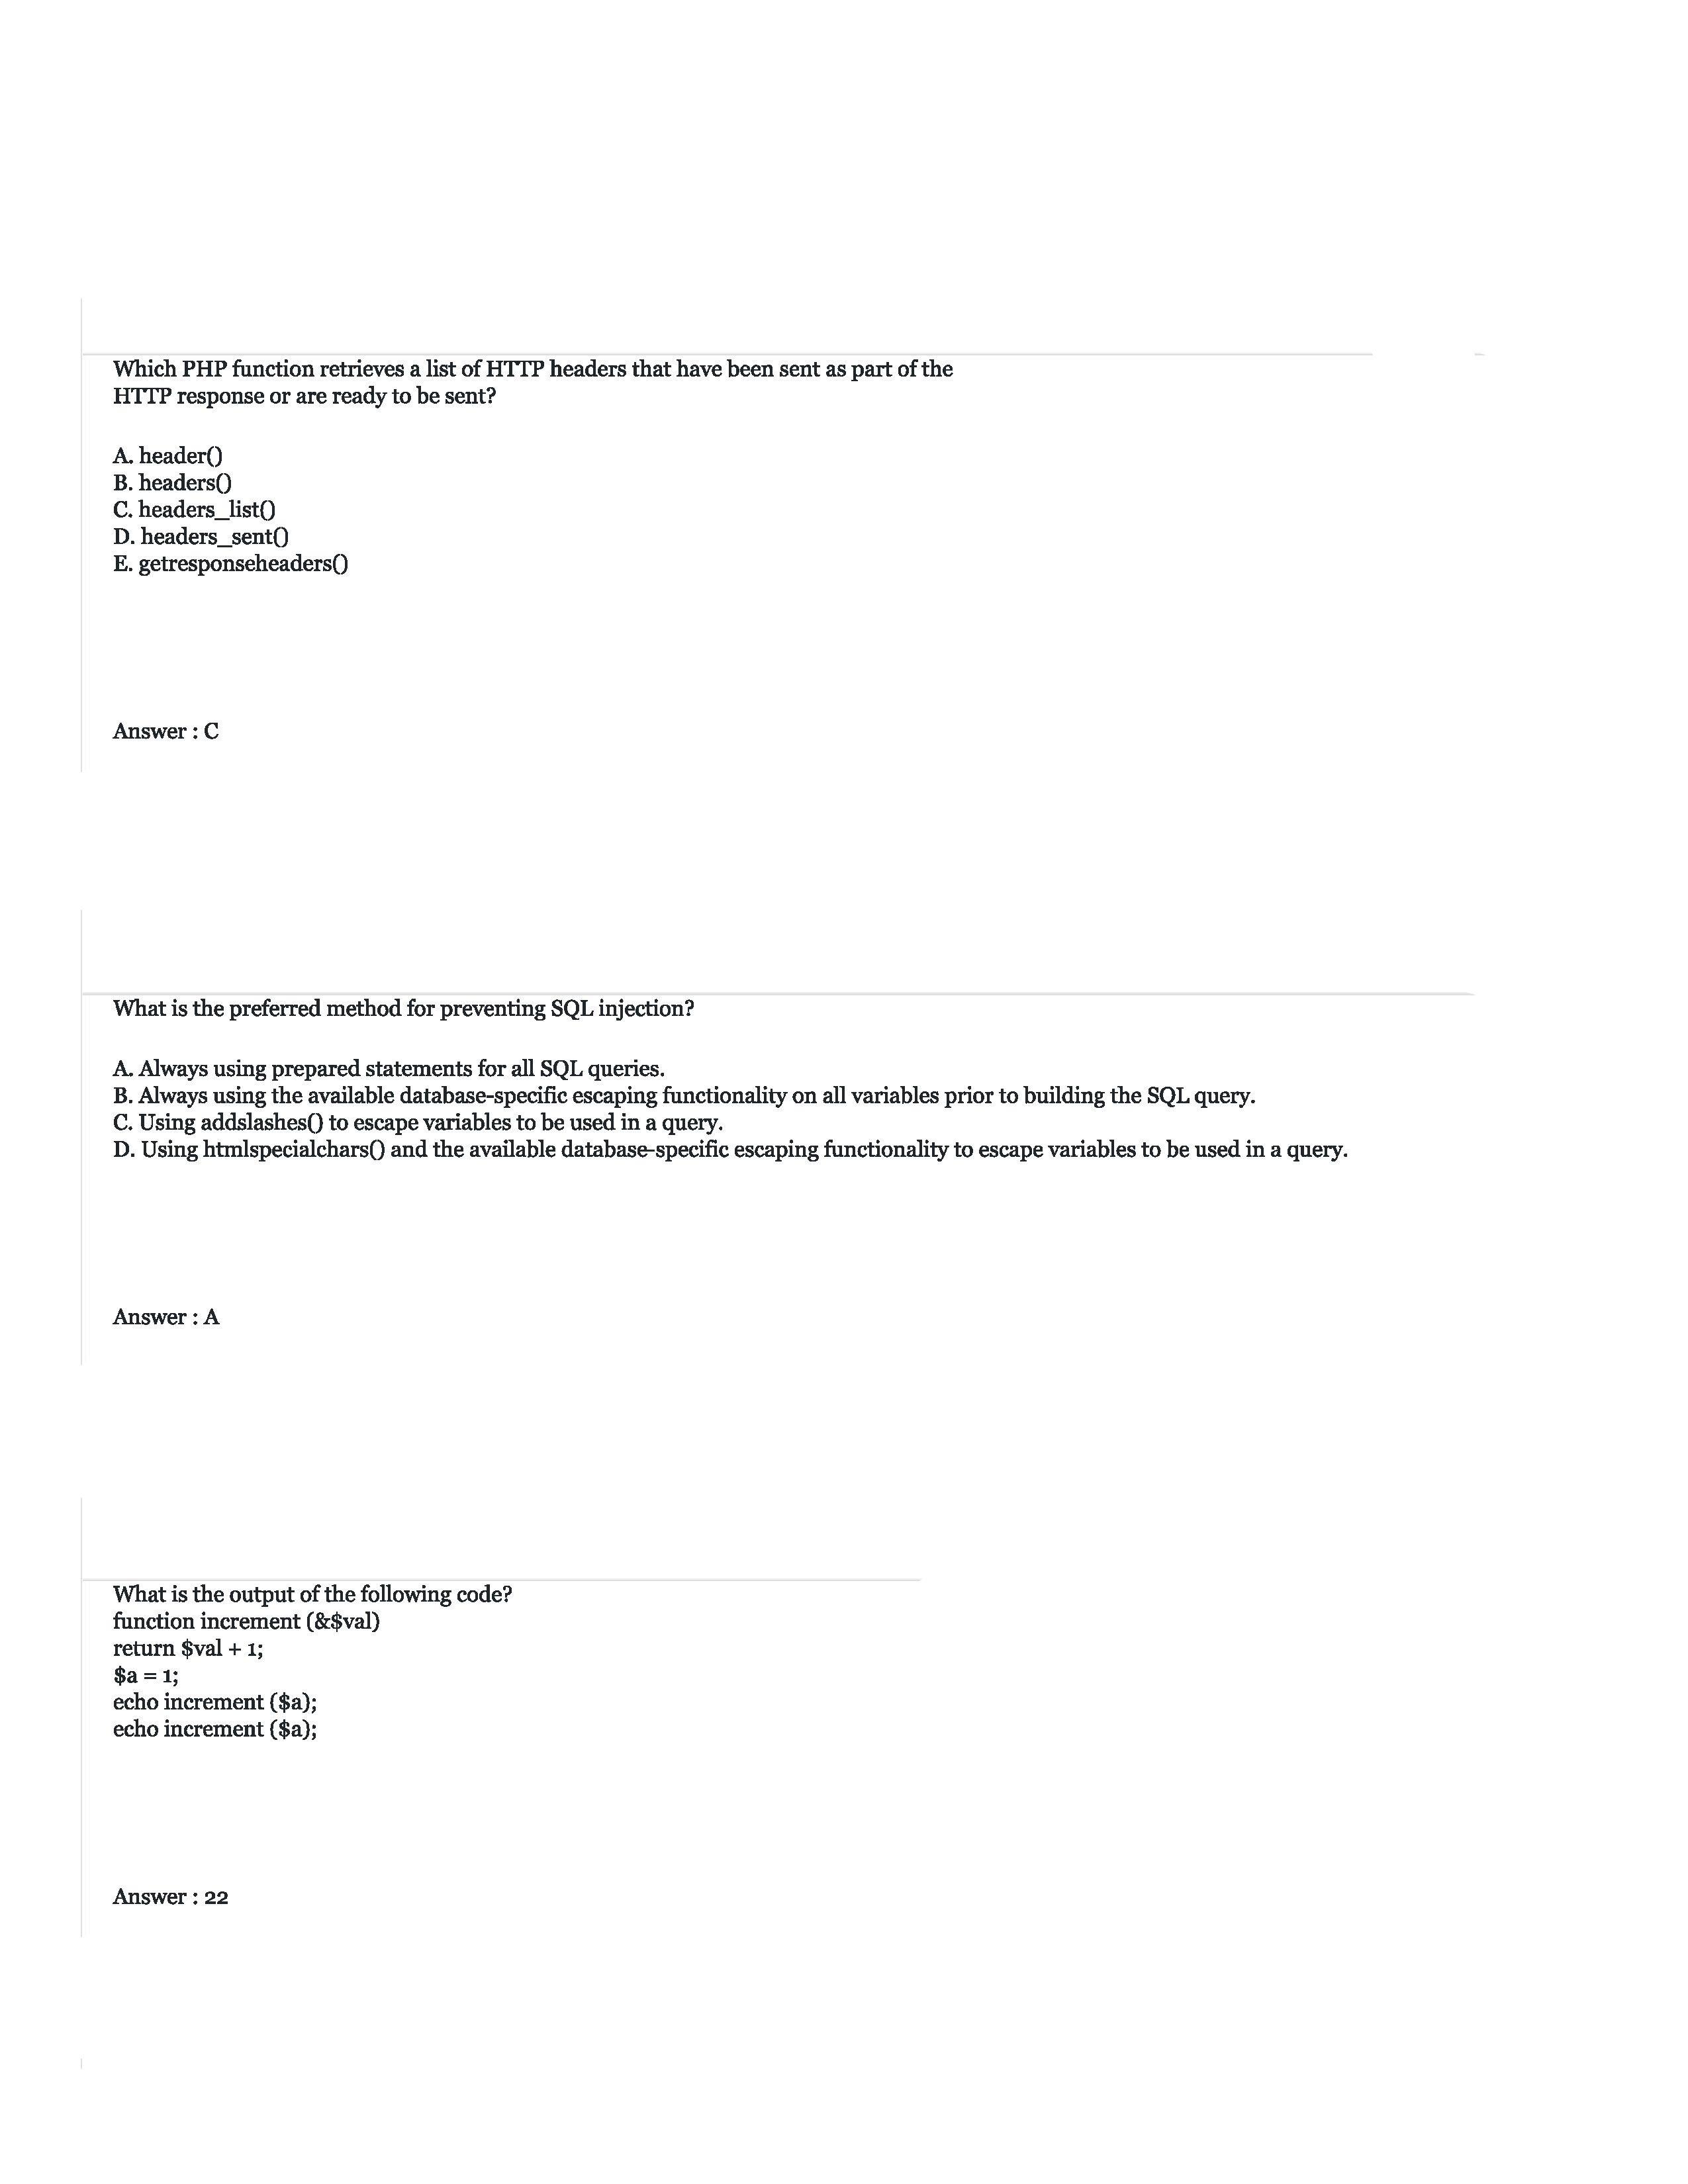 Which PHP function retrieves a list of HTTP headers that have been sent as part of the
HTTP response or are ready to be sent?
A. header()
B. headers()
C. headers_list()
D. headers_sent()
E. getresponseheaders()
Answer : C
What is the preferred method for preventing SQL injection?
A. Always using prepared statements for all SQL queries.
B. Always using the available database-specific escaping functionality on all variables prior to building the SQL query.
C. Using addslashes() to escape variables to be used in a query.
D. Using htmlspecialchars() and the available database-specific escaping functionality to escape variables to be used in a query.
Answer : A
What is the output of the following code?
function increment (&$val)
return $val + 1;
$a = 1;
echo increment ($a);
echo increment ($a);
Answer : 22